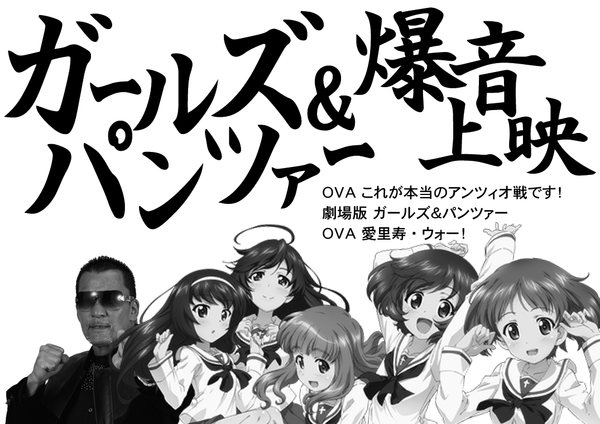 ガールズ&パンツァー
爆音上映
OVA これが本当のアンツィオ戦です!
劇場版 ガールズ&パンツァー
OVA 愛里寿・ウォー!